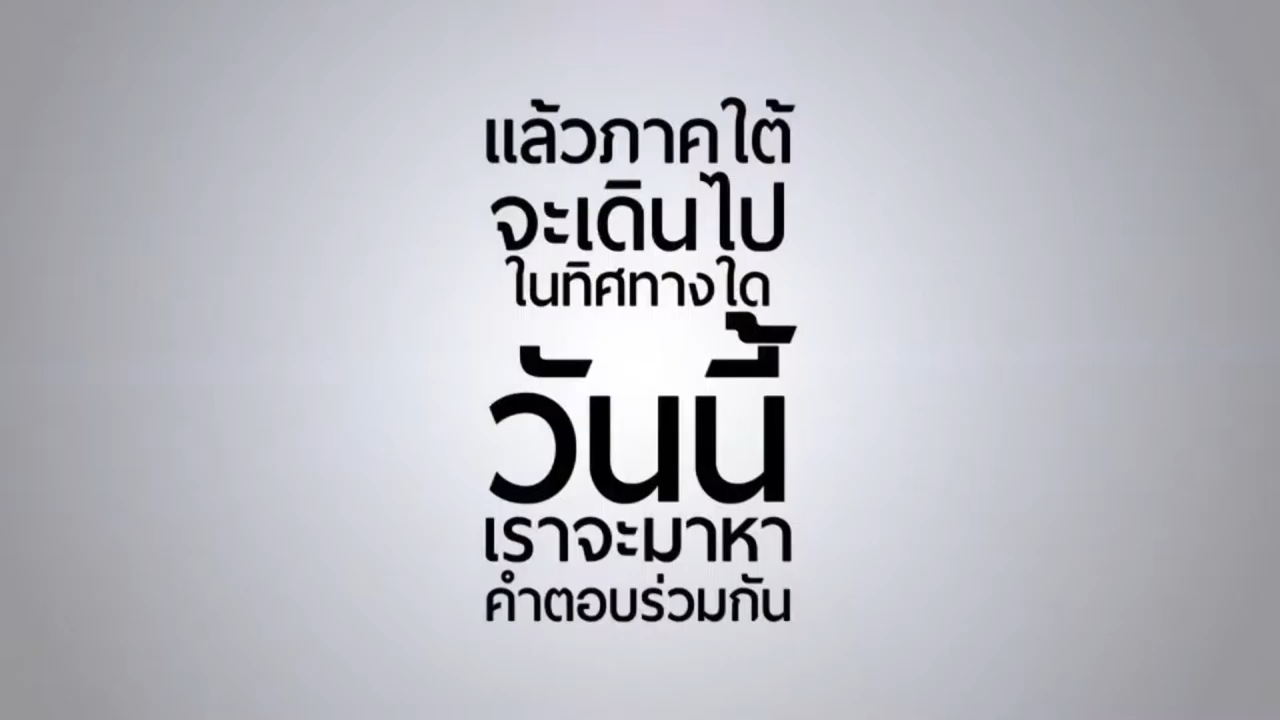 แล้วภาคใต้
จะเดินไป
ในทิศทางใด
วันนี้
เราจะมาหา
คำตอบร่วมกัน